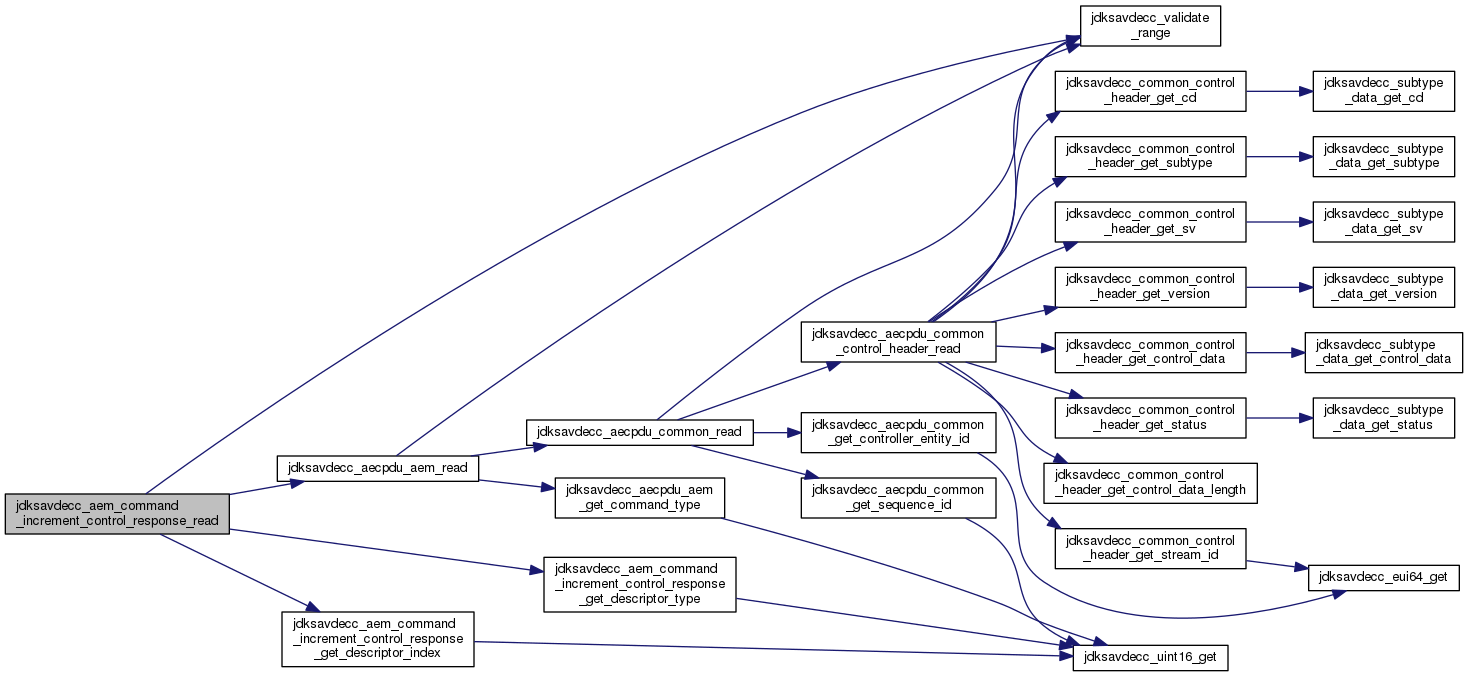 jdksavdecc_aem_command
_increment_control_response_read
jdksavdecc_aecpdu_aem_read
jdksavdecc_aem_command
_increment_control_response
_get_descriptor_index
jdksavdecc_aecpdu_common_read
jdksavdecc_aecpdu_aem
_get_command_type
jdksavdecc_aem_command
_increment_control_response
_get_descriptor_type
jdksavdecc_aecpdu_common
_control_header_read
jdksavdecc_aecpdu_common
_get_controller_entity_id
jdksavdecc_aecpdu_common
_get_sequence_id
jdksavdecc_validate
_range
jdksavdecc_common_control
_header_get_cd
jdksavdecc_common_control
_header_get_subtype
jdksavdecc_common_control
_header_get_sv
jdksavdecc_common_control
_header_get_version
jdksavdecc_common_control
_header_get_control_data
jdksavdecc_common_control
_header_get_status
jdksavdecc_common_control
_header_get_control_data_length
jdksavdecc_common_control
_header_get_stream_id
jdksavdecc_uint16_get
jdksavdecc_subtype
_data_get_cd
jdksavdecc_subtype
_data_get_subtype
jdksavdecc_subtype
_data_get_sv
jdksavdecc_subtype
_data_get_version
jdksavdecc_subtype
_data_get_control_data
jdksavdecc_subtype
_data_get_status
jdksavdecc_eui64_get